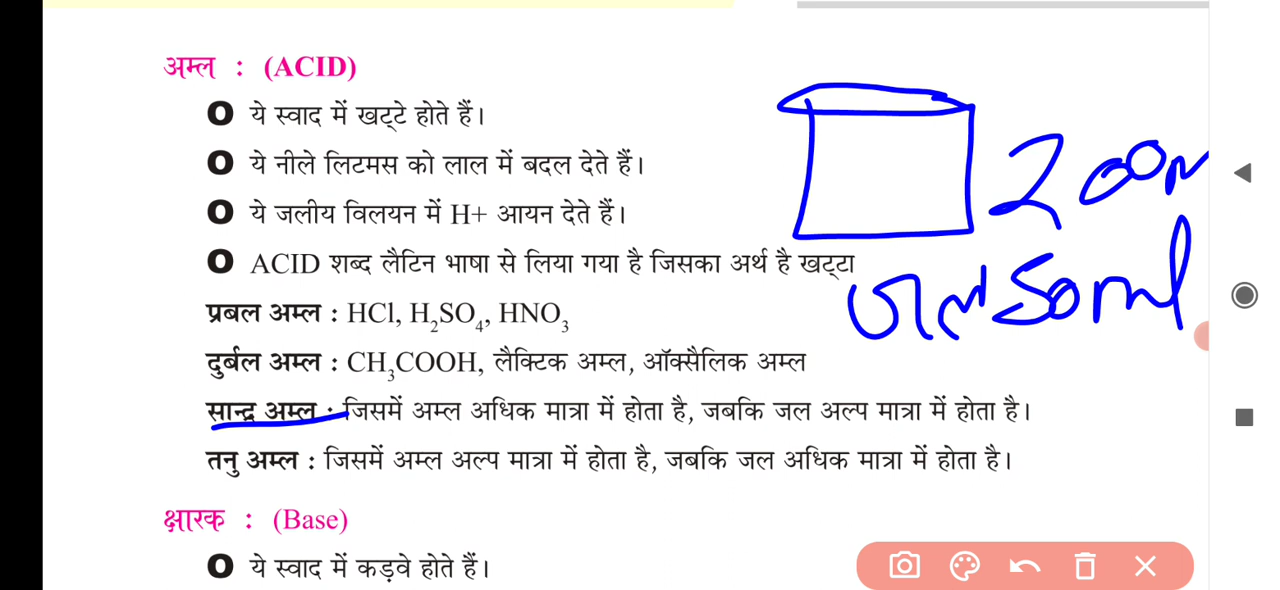 अम्ल : (ACID)
O ये स्वाद में खट्टे होते हैं।
O ये नीले लिटमस को लाल में बदल देते हैं।
O ये जलीय विलयन में H+ आयन देते हैं।
O ACID शब्द लैटिन भाषा से लिया गया है जिसका अर्थ है खट्टा
प्रबल अम्ल : HCl, H₂SO₄, HNO₃
दुर्बल अम्ल : CH₃COOH, लैक्टिक अम्ल, ऑक्सैलिक अम्ल
सान्द्र अम्ल : जिसमें अम्ल अधिक मात्रा में होता है, जबकि जल अल्प मात्रा में होता है।
तनु अम्ल : जिसमें अम्ल अल्प मात्रा में होता है, जबकि जल अधिक मात्रा में होता है।
क्षारक : (Base)
O ये स्वाद में कड़वे होते हैं।
200m
जल 50ml